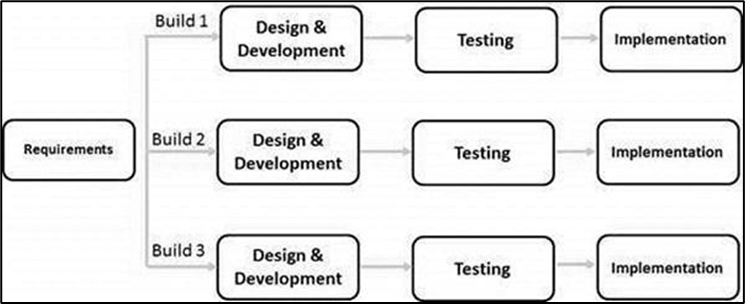 Requirements
Build 1
Design &
Development
Testing
Implementation
Build 2
Design &
Development
Testing
Implementation
Build 3
Design &
Development
Testing
Implementation